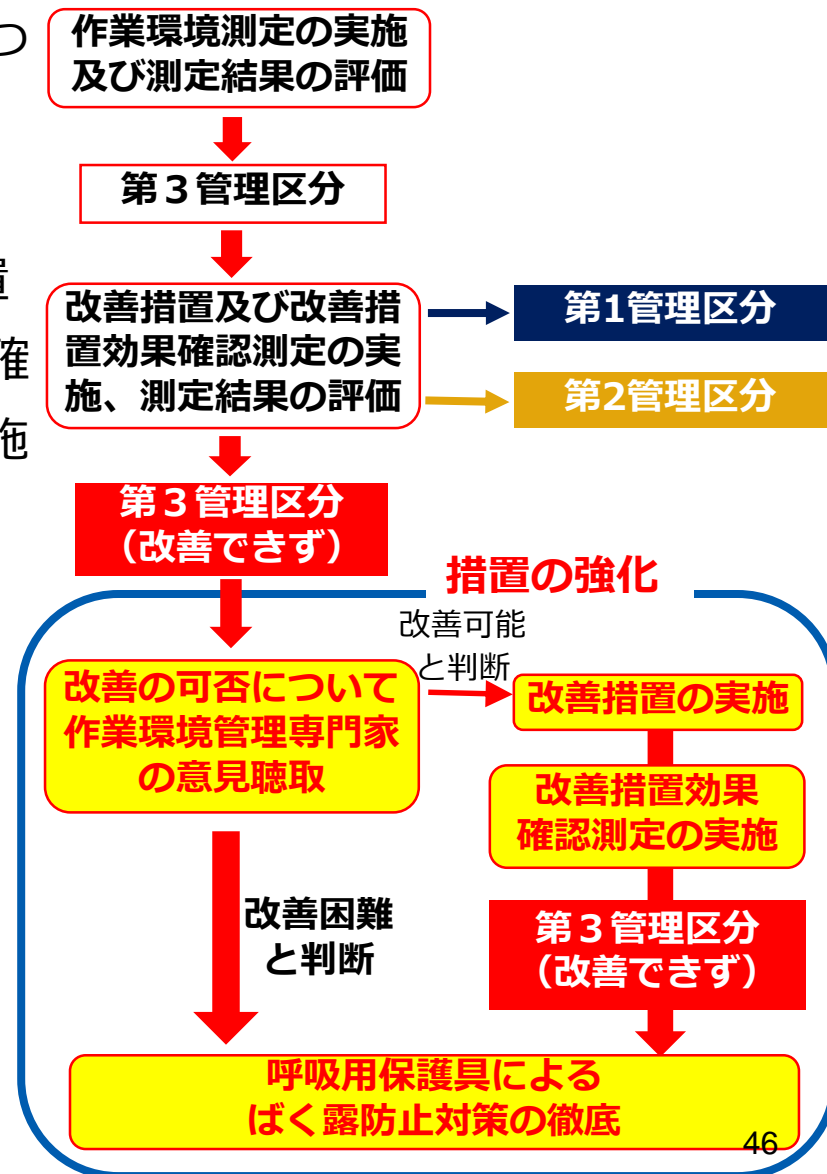 つ
置
確
施
作業環境測定の実施
及び測定結果の評価
第３管理区分
改善措置及び改善措
置効果確認測定の実
施、測定結果の評価
第1管理区分
第2管理区分
第３管理区分
（改善できず）
措置の強化
改善可能
と判断
改善の可否について
作業環境管理専門家
の意見聴取
改善措置の実施
改善措置効果
確認測定の実施
改善困難
と判断
第３管理区分
（改善できず）
呼吸用保護具による
ばく露防止対策の徹底
46